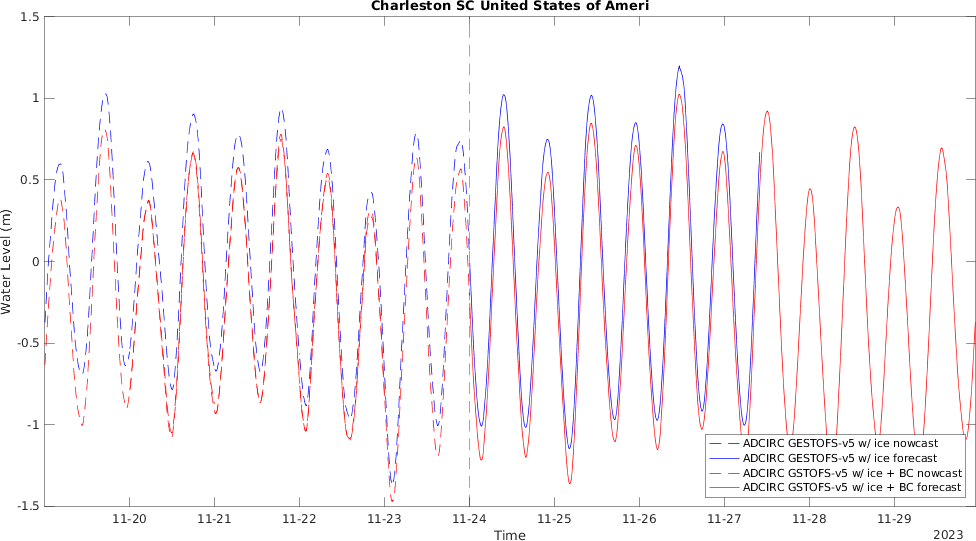 Charleston SC United States of Ameri
1.5
1
0.5
0
-0.5
-1
-1.5
Water Level (m)
ADCIRC GESTOFS-v5 w/ ice nowcast
ADCIRC GESTOFS-v5 w/ ice forecast
ADCIRC GSTOFS-v5 w/ ice + BC nowcast
ADCIRC GSTOFS-v5 w/ ice + BC forecast
11-20 11-21 11-22 11-23 11-24 11-25 11-26 11-27 11-28 11-29
Time
2023